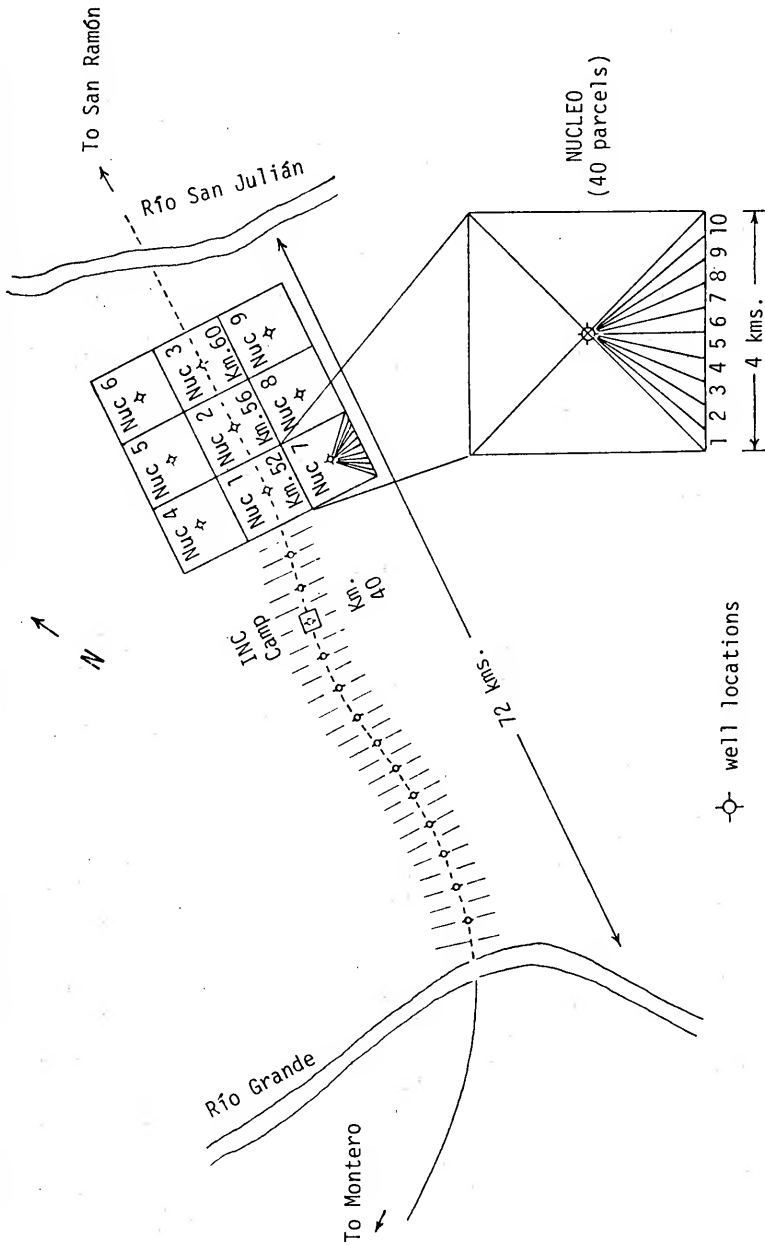 To San Ramón
Río San Julián
Nuc 6
Nuc 5
Nuc 4
Nuc 3
Nuc 2
Nuc 1
Km.60
Km.56
Km.52
Nuc 9
Nuc 8
Nuc 7
N
INC
Camp
Km.
40
72 kms.
Río Grande
To Montero
NUCLEO
(40 parcels)
1 2 3 4 5 6 7 8 9 10
4 kms.
well locations